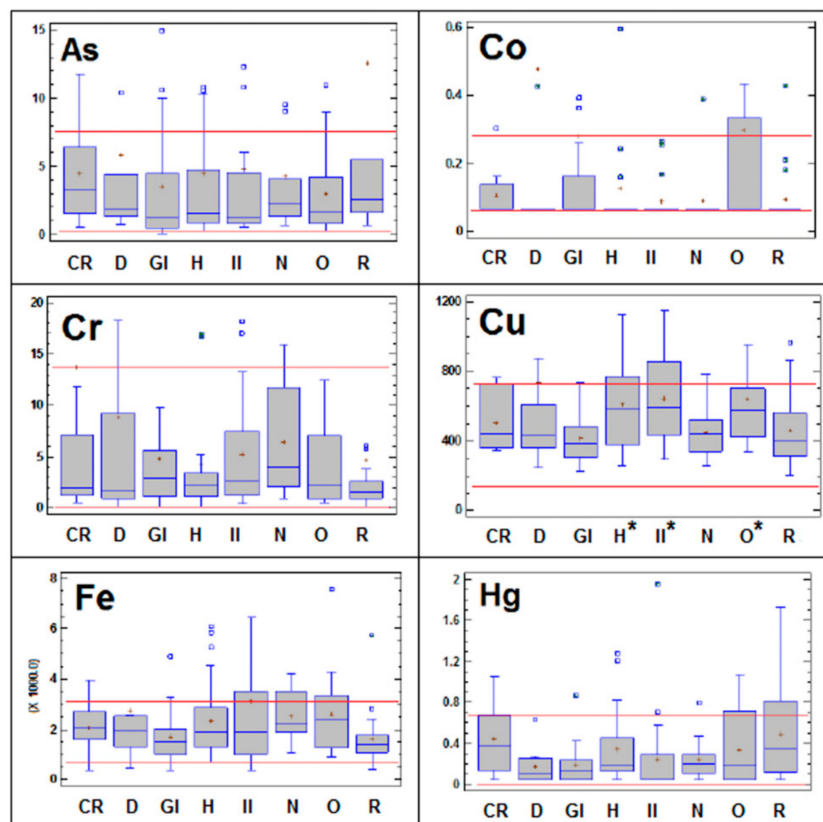 As
15
10
5
0
CR D GI H II N O R
Co
0.6
0.4
0.2
0
CR D GI H II N O R
Cr
20
15
10
5
0
CR D GI H II N O R
Cu
1200
800
400
0
CR D GI H* II* N O* R
Fe
(X 1000.0)
8
6
4
2
0
CR D GI H II N O R
Hg
2
1.6
1.2
0.8
0.4
0
CR D GI H II N O R